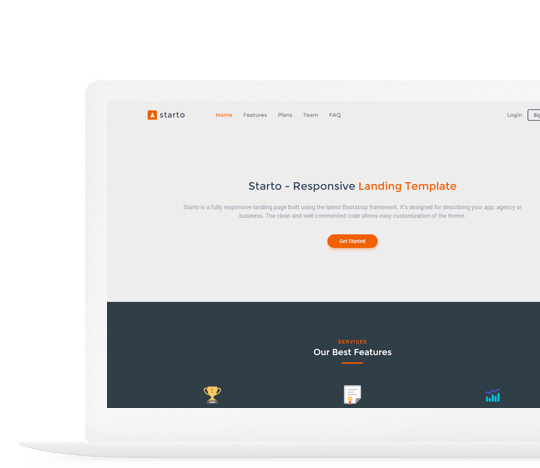 starto Home Features Plans Team FAQ Login
Starto - Responsive Landing Template
Starto is a fully responsive landing page built using the latest Bootstrap framework. It's designed for describing your app, agency or
business. The clean and well commented code allows easy customization of the theme.
Get Started
SERVICES
Our Best Features